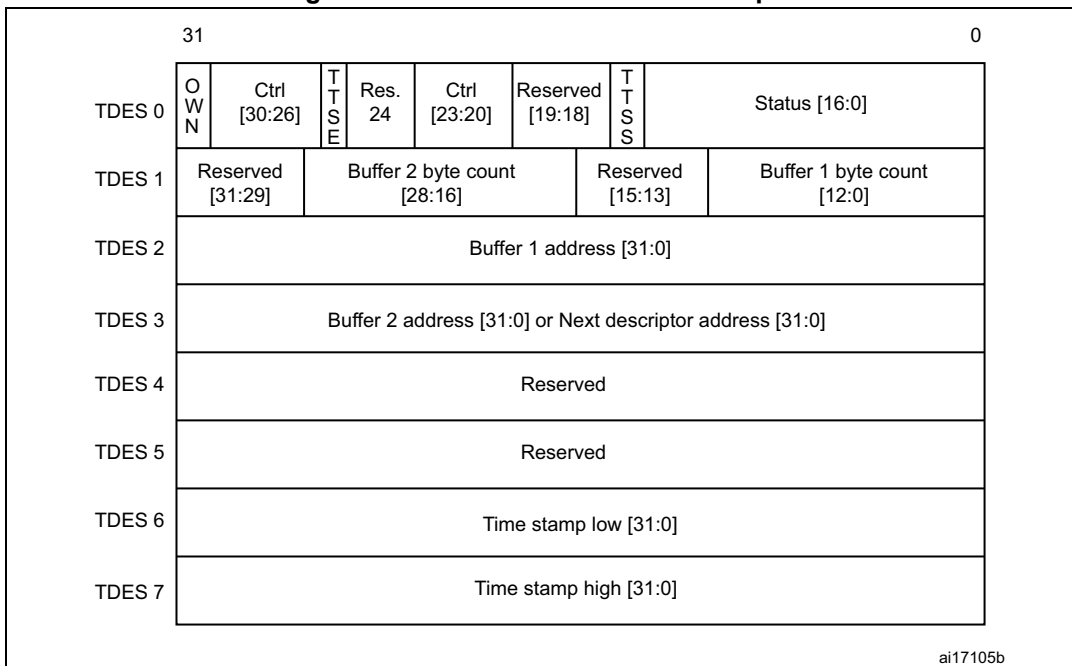 31 0
TDES 0
OWN
Ctrl
[30:26]
TTSE
Res.
24
Ctrl
[23:20]
Reserved
[19:18]
TTSS
Status [16:0]
TDES 1
Reserved
[31:29]
Buffer 2 byte count
[28:16]
Reserved
[15:13]
Buffer 1 byte count
[12:0]
TDES 2
Buffer 1 address [31:0]
TDES 3
Buffer 2 address [31:0] or Next descriptor address [31:0]
TDES 4
Reserved
TDES 5
Reserved
TDES 6
Time stamp low [31:0]
TDES 7
Time stamp high [31:0]
ai17105b